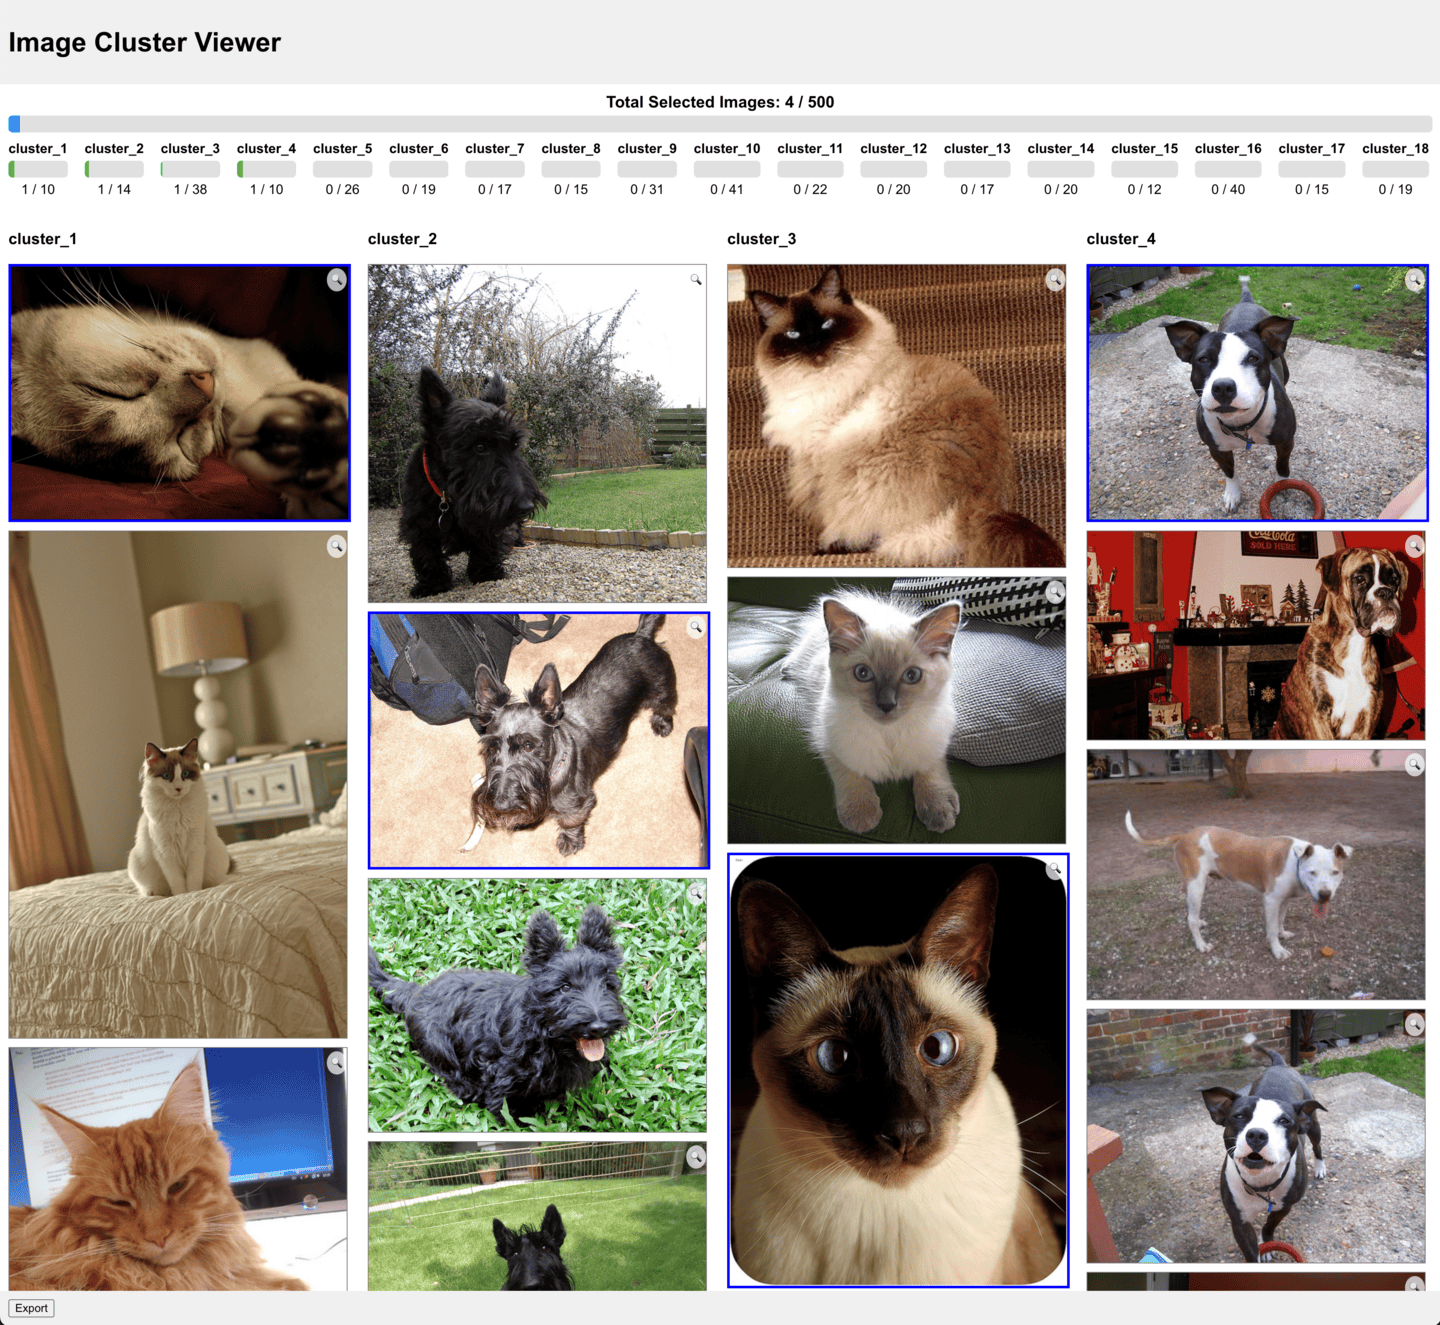 Image Cluster Viewer
Total Selected Images: 4 / 500
cluster_1 cluster_2 cluster_3 cluster_4 cluster_5 cluster_6 cluster_7 cluster_8 cluster_9 cluster_10 cluster_11 cluster_12 cluster_13 cluster_14 cluster_15 cluster_16 cluster_17 cluster_18
1 / 10 1 / 14 1 / 38 1 / 10 0 / 26 0 / 19 0 / 17 0 / 15 0 / 31 0 / 41 0 / 22 0 / 20 0 / 17 0 / 20 0 / 12 0 / 40 0 / 15 0 / 19
cluster_1 cluster_2 cluster_3 cluster_4
Coca-Cola
SOLD HERE
Export